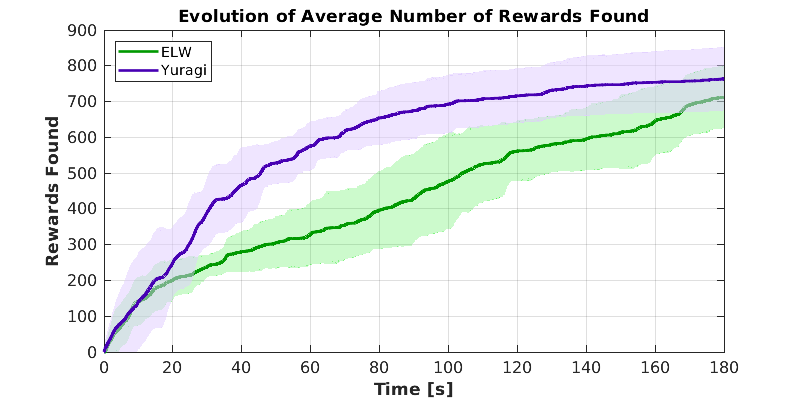 Evolution of Average Number of Rewards Found
ELW
Yuragi
Rewards Found
900
800
700
600
500
400
300
200
100
0
0 20 40 60 80 100 120 140 160 180
Time [s]